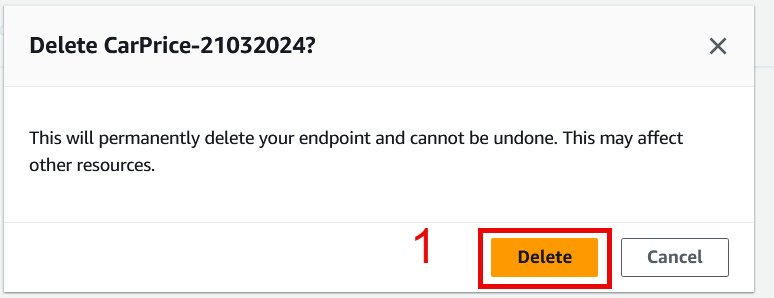 Delete CarPrice-21032024?
This will permanently delete your endpoint and cannot be undone. This may affect
other resources.
1
Delete
Cancel